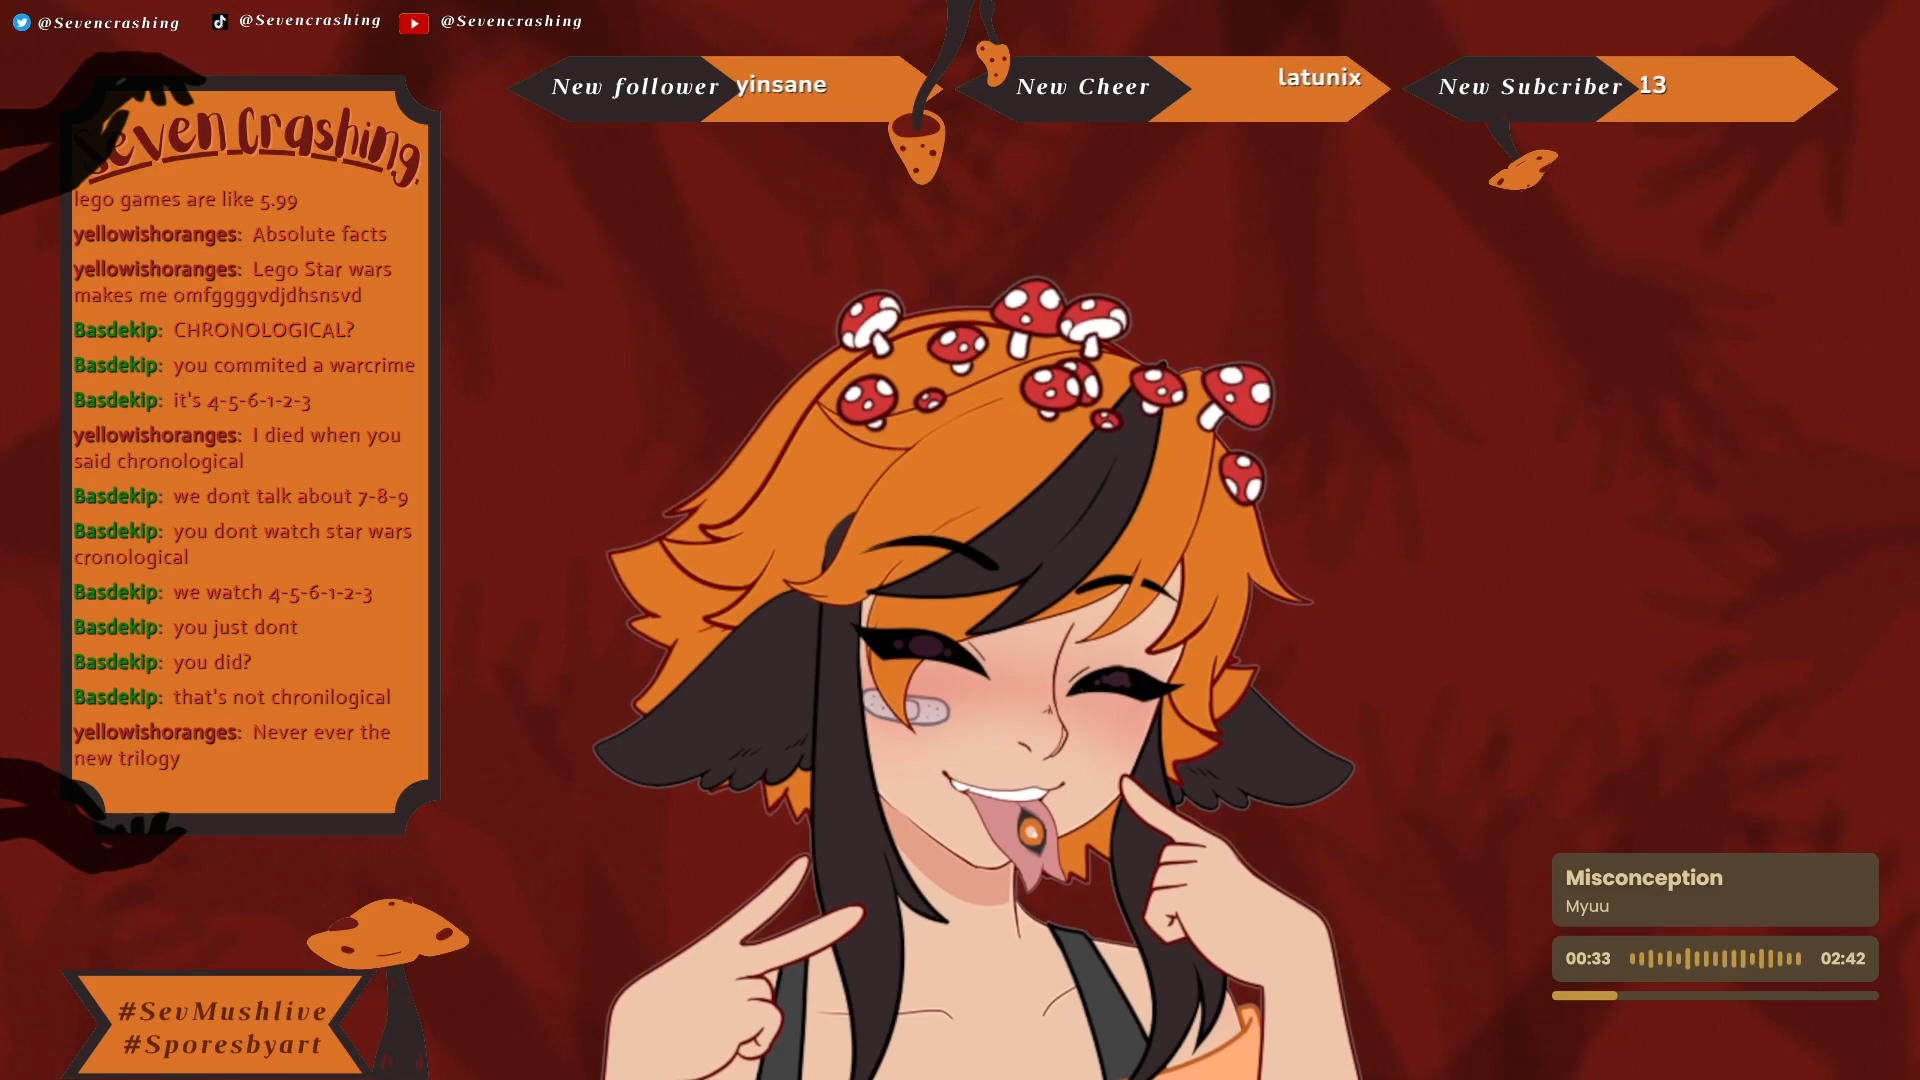 @Sevencrashing @Sevencrashing @Sevencrashing
New follower yinsane
New Cheer latunix
New Subcriber 13
Seven Crashing
lego games are like 5.99
yellowishoranges: Absolute facts
yellowishoranges: Lego Star wars
makes me omfggggvdjdhsnsvd
Basdekip: CHRONOLOGICAL?
Basdekip: you commited a warcrime
Basdekip: it's 4-5-6-1-2-3
yellowishoranges: I died when you
said chronological
Basdekip: we dont talk about 7-8-9
Basdekip: you dont watch star wars
cronological
Basdekip: we watch 4-5-6-1-2-3
Basdekip: you just dont
Basdekip: you did?
Basdekip: that's not chronilogical
yellowishoranges: Never ever the
new trilogy
#SevMushlive
#Sporesbyart
Misconception
Myuu
00:33 02:42